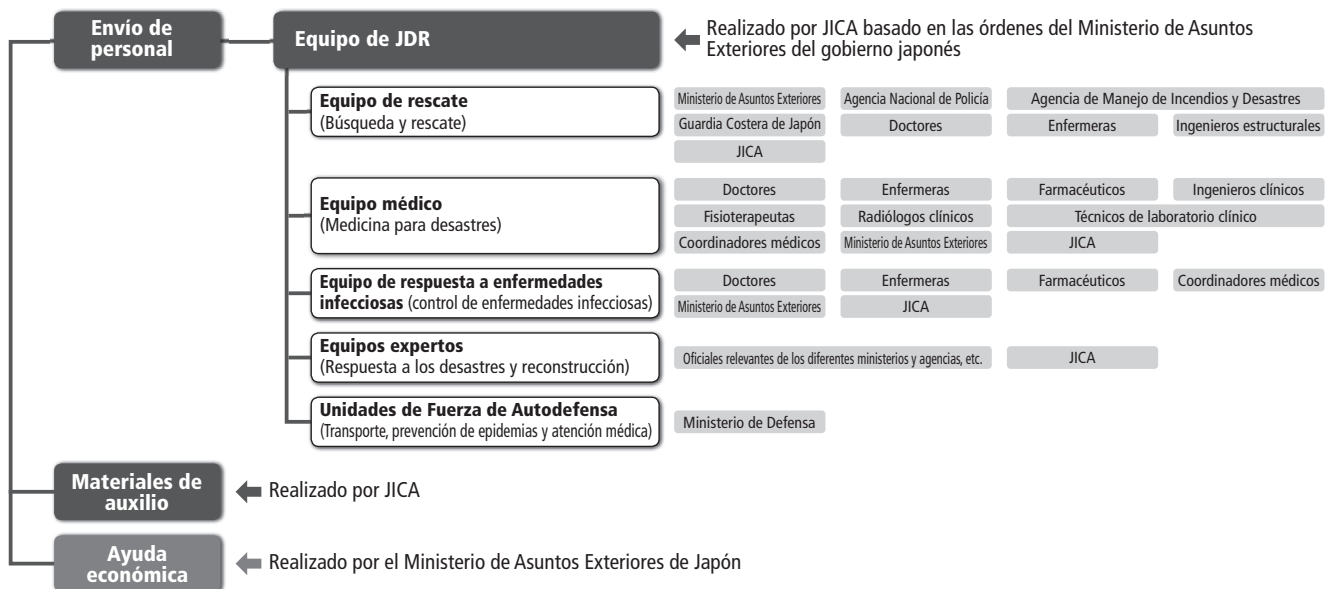 Envío de
personal
Equipo de JDR
Realizado por JICA basado en las órdenes del Ministerio de Asuntos
Exteriores del gobierno japonés
Equipo de rescate
(Búsqueda y rescate)
Ministerio de Asuntos Exteriores
Agencia Nacional de Policía
Agencia de Manejo de Incendios y Desastres
Guardia Costera de Japón
Doctores
Enfermeras
Ingenieros estructurales
JICA
Equipo médico
(Medicina para desastres)
Doctores
Enfermeras
Farmacéuticos
Ingenieros clínicos
Fisioterapeutas
Radiólogos clínicos
Técnicos de laboratorio clínico
Coordinadores médicos
Ministerio de Asuntos Exteriores
JICA
Equipo de respuesta a enfermedades
infecciosas (control de enfermedades infecciosas)
Doctores
Enfermeras
Farmacéuticos
Coordinadores médicos
Ministerio de Asuntos Exteriores
JICA
Equipos expertos
(Respuesta a los desastres y reconstrucción)
Oficiales relevantes de los diferentes ministerios y agencias, etc.
JICA
Unidades de Fuerza de Autodefensa
(Transporte, prevención de epidemias y atención médica)
Ministerio de Defensa
Materiales de
auxilio
Realizado por JICA
Ayuda
económica
Realizado por el Ministerio de Asuntos Exteriores de Japón